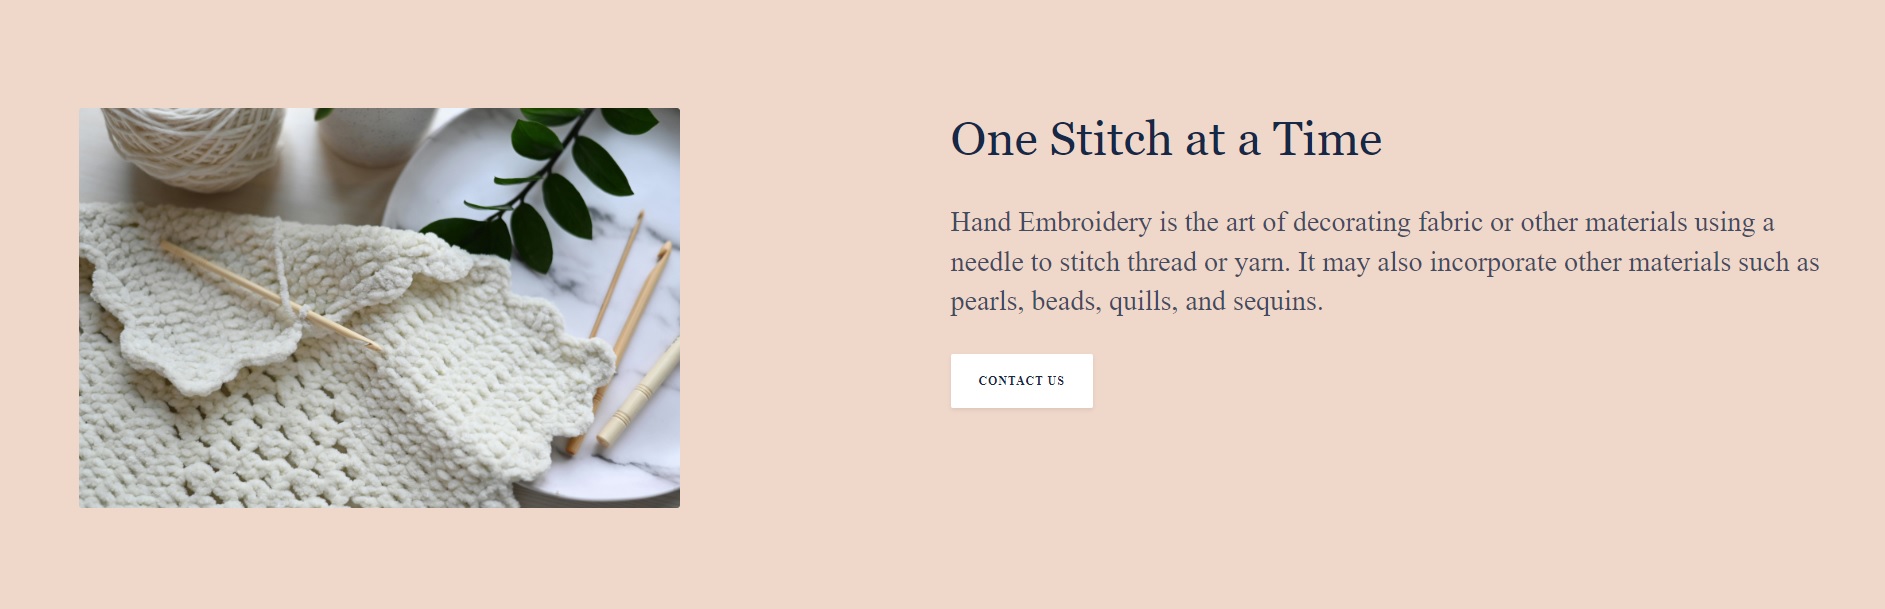 One Stitch at a Time
Hand Embroidery is the art of decorating fabric or other materials using a
needle to stitch thread or yarn. It may also incorporate other materials such as
pearls, beads, quills, and sequins.
CONTACT US